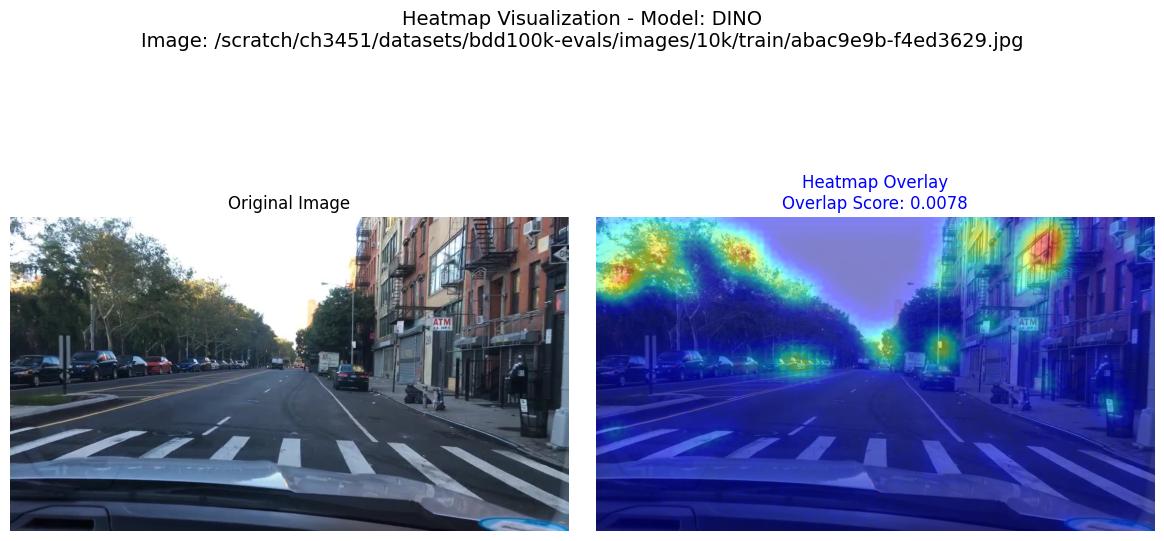 Heatmap Visualization - Model: DINO
Image: /scratch/ch3451/datasets/bdd100k-evals/images/10k/train/abac9e9b-f4ed3629.jpg
Original Image
Heatmap Overlay
Overlap Score: 0.0078
ATM
ATM